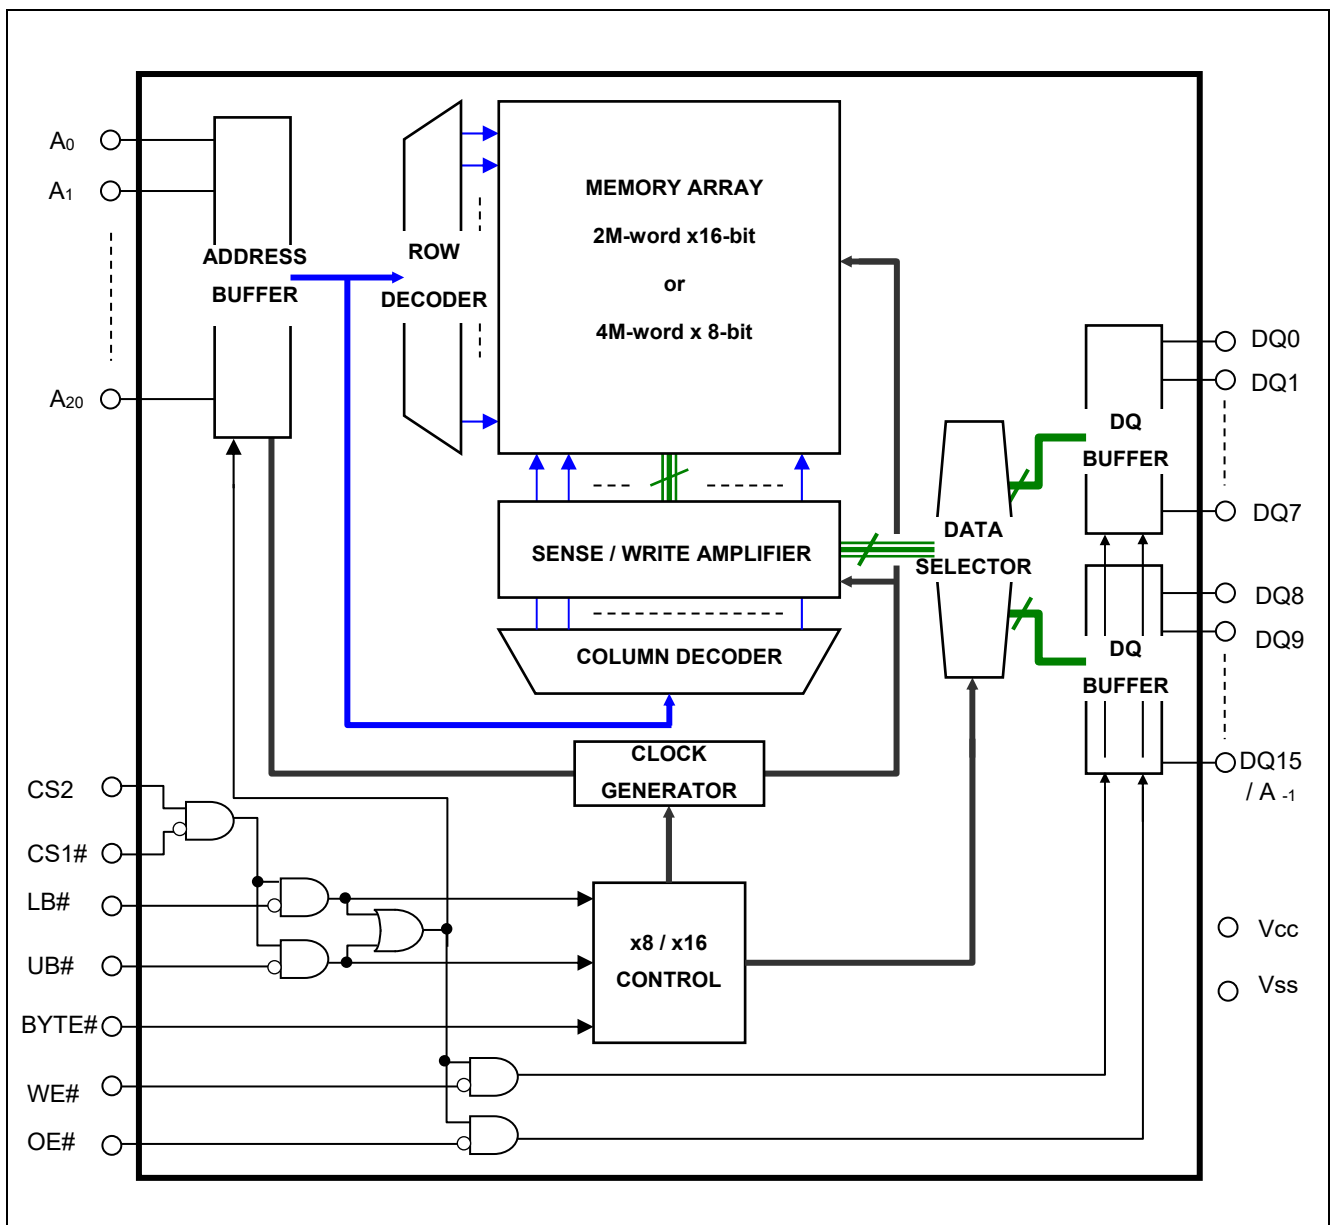 A0
A1
A20
ADDRESS
BUFFER
ROW
DECODER
MEMORY ARRAY
2M-word x16-bit
or
4M-word x 8-bit
SENSE / WRITE AMPLIFIER
COLUMN DECODER
CLOCK
GENERATOR
x8 / x16
CONTROL
DATA
SELECTOR
DQ
BUFFER
DQ
BUFFER
DQ0
DQ1
DQ7
DQ8
DQ9
DQ15
/ A -1
Vcc
Vss
CS2
CS1#
LB#
UB#
BYTE#
WE#
OE#